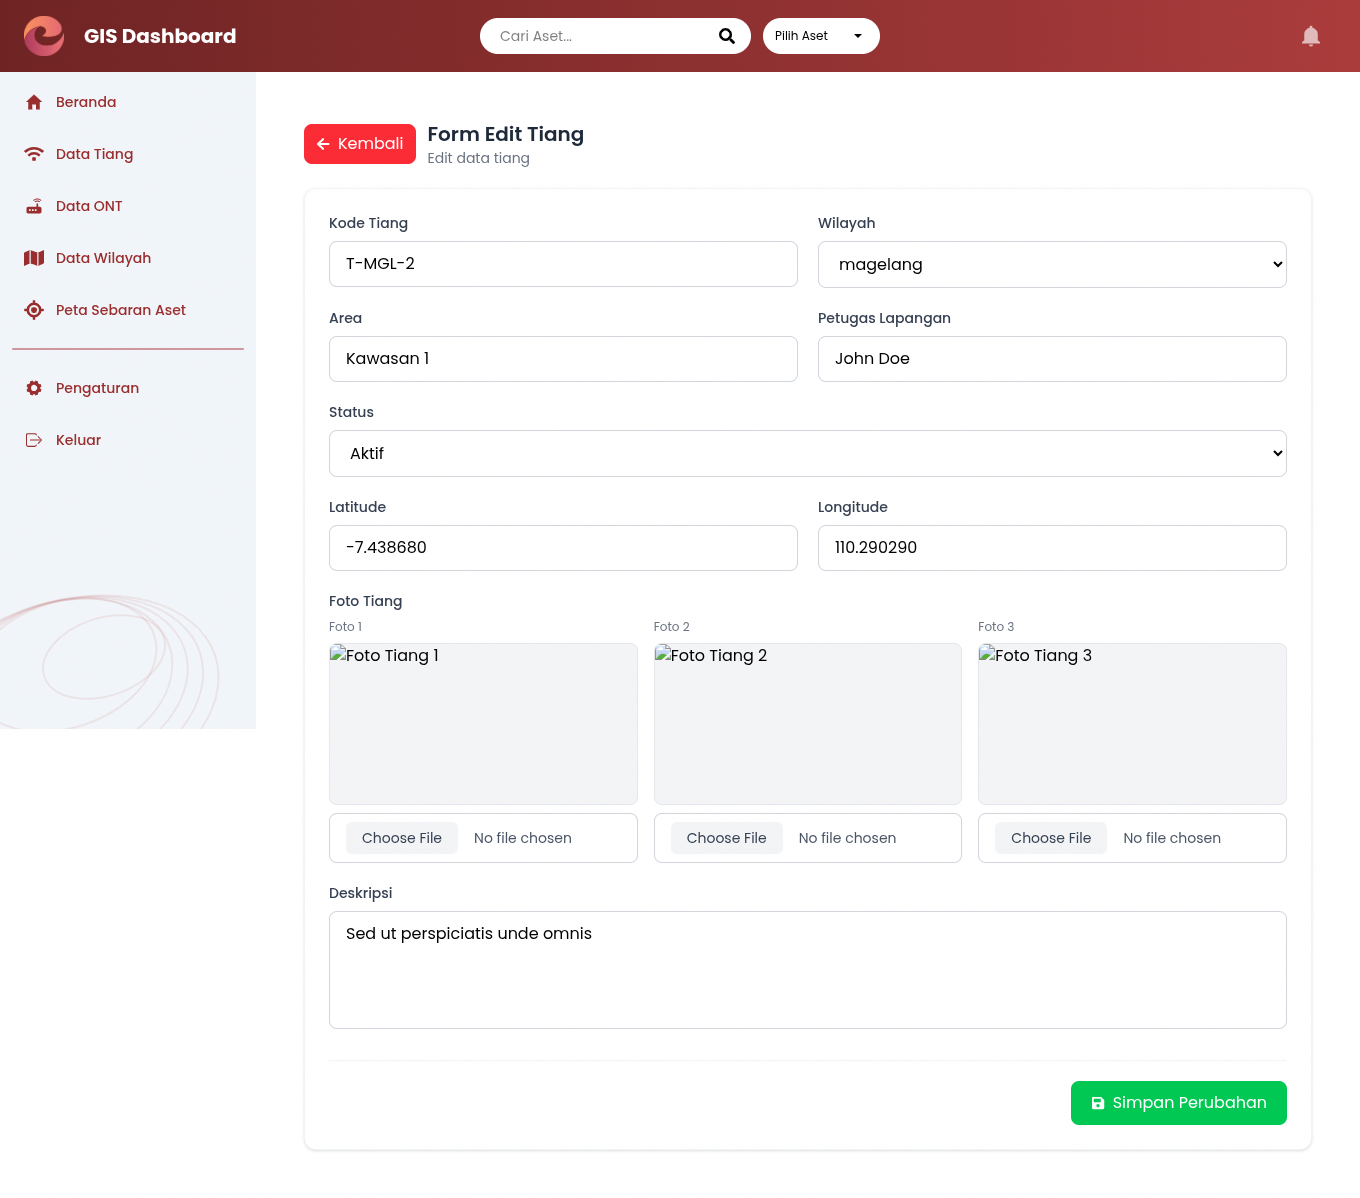 GIS Dashboard
Cari Aset...
Pilih Aset
Beranda
Data Tiang
Data ONT
Data Wilayah
Peta Sebaran Aset
Pengaturan
Keluar
Kembali
Form Edit Tiang
Edit data tiang
Kode Tiang
Wilayah
T-MGL-2
magelang
Area
Petugas Lapangan
Kawasan 1
John Doe
Status
Aktif
Latitude
Longitude
-7.438680
110.290290
Foto Tiang
Foto 1
Foto 2
Foto 3
Foto Tiang 1
Foto Tiang 2
Foto Tiang 3
Choose File No file chosen
Choose File No file chosen
Choose File No file chosen
Deskripsi
Sed ut perspiciatis unde omnis
Simpan Perubahan